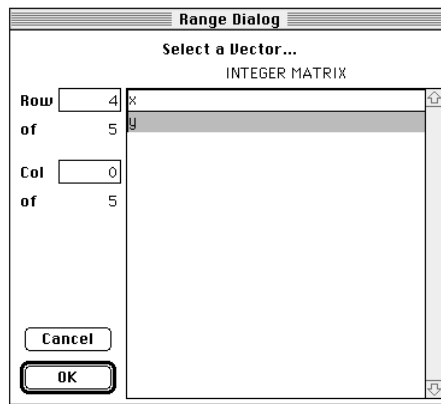 Range Dialog
Select a Vector...
INTEGER MATRIX
Row 4
of 5
Col 0
of 5
x
y
Cancel
OK